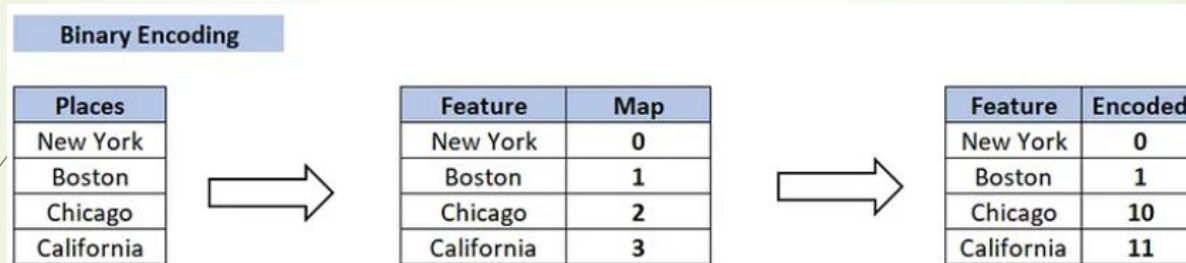 Binary Encoding
Places Feature Map Feature Encoded
New York New York 0 New York 0
Boston Boston 1 Boston 1
Chicago Chicago 2 Chicago 10
California California 3 California 11